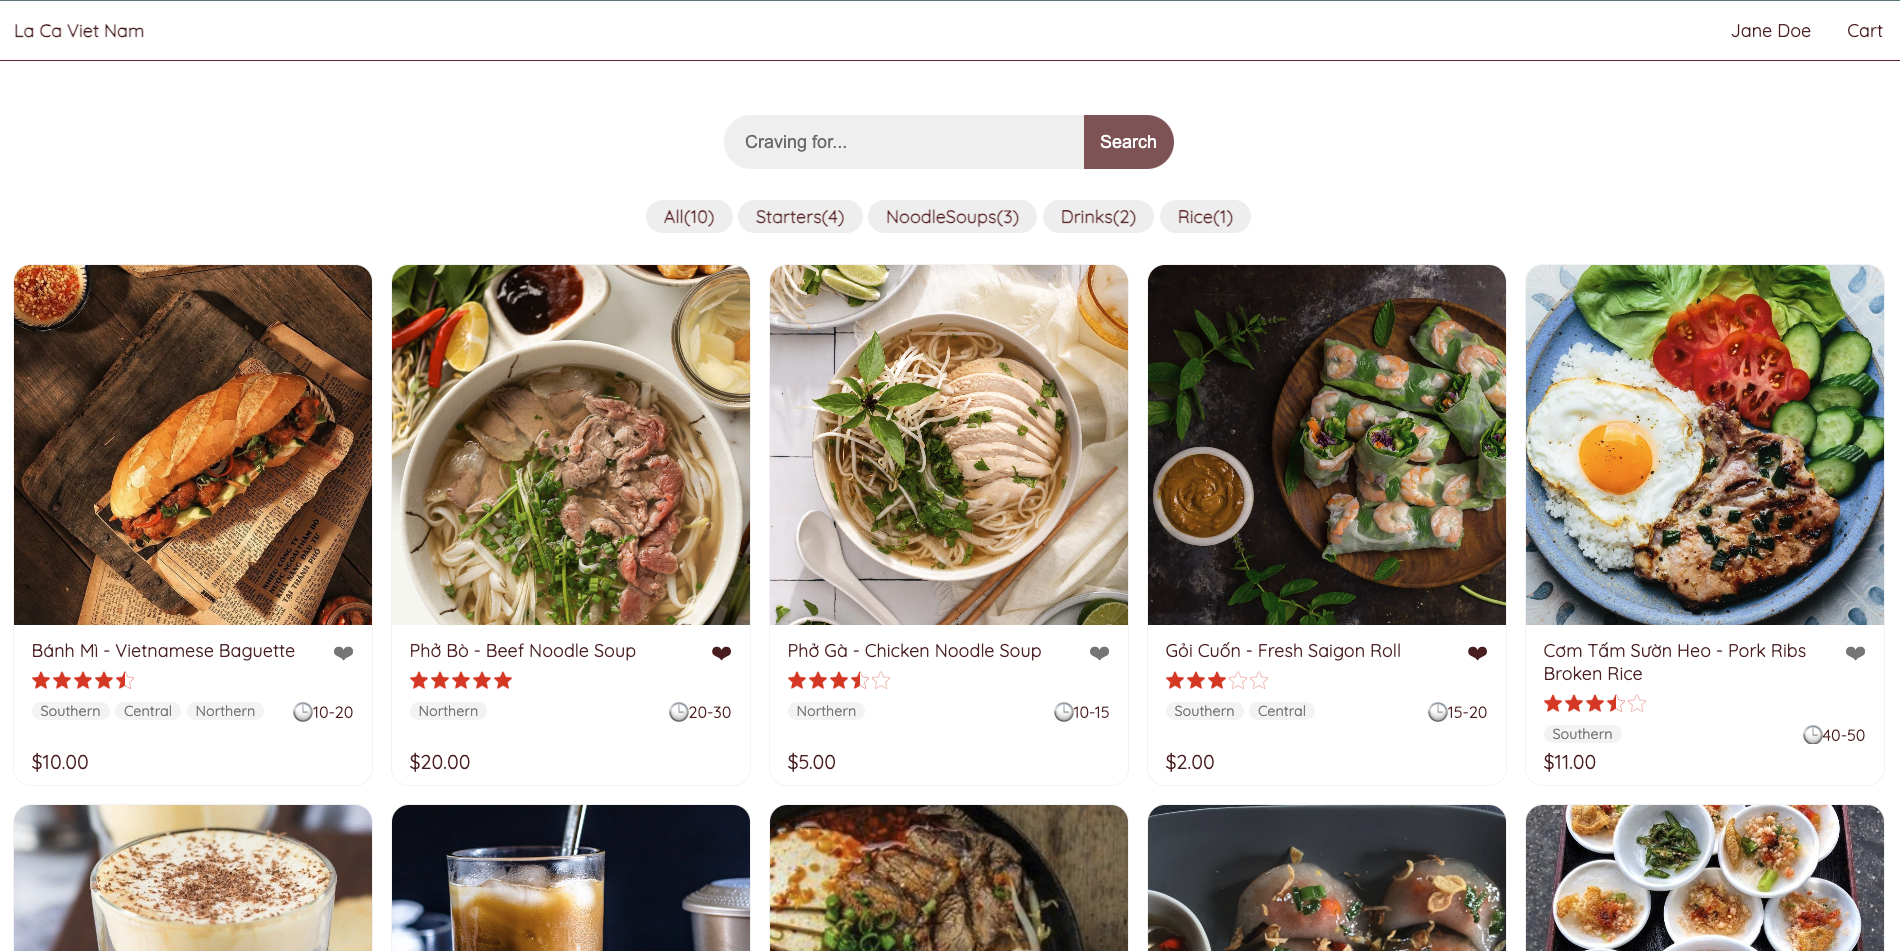 La Ca Viet Nam
Jane Doe
Cart
Craving for...
Search
All(10)
Starters(4)
NoodleSoups(3)
Drinks(2)
Rice(1)
Bánh Mì - Vietnamese Baguette
Southern
Central
Northern
10-20
$10.00
Phở Bò - Beef Noodle Soup
Northern
20-30
$20.00
Phở Gà - Chicken Noodle Soup
Northern
10-15
$5.00
Gỏi Cuốn - Fresh Saigon Roll
Southern
Central
15-20
$2.00
Cơm Tấm Sườn Heo - Pork Ribs
Broken Rice
Southern
40-50
$11.00